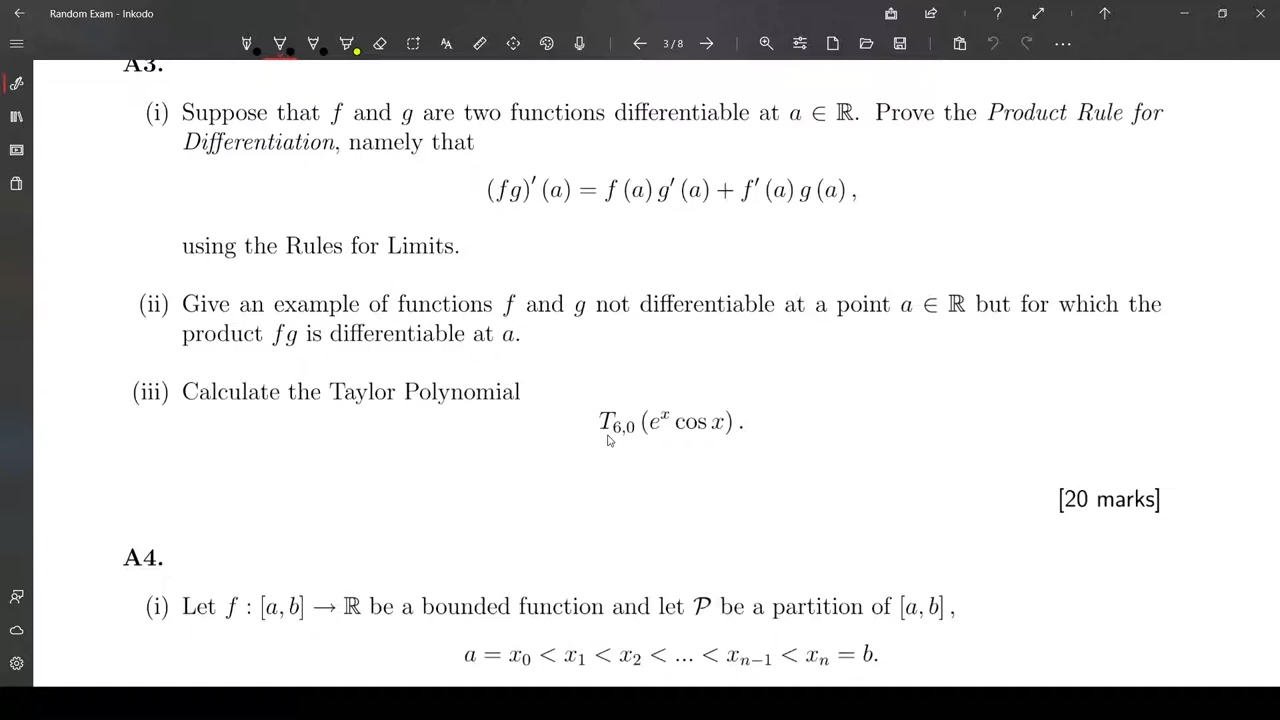 Random Exam - Inkodo
3/8
A3.
(i) Suppose that f and g are two functions differentiable at a ∈ ℝ. Prove the Product Rule for
Differentiation, namely that
(fg)′ (a) = f (a) g′ (a) + f′ (a) g (a) ,
using the Rules for Limits.
(ii) Give an example of functions f and g not differentiable at a point a ∈ ℝ but for which the
product fg is differentiable at a.
(iii) Calculate the Taylor Polynomial
T₆,₀ (eˣ cos x) .
[20 marks]
A4.
(i) Let f : [a, b] → ℝ be a bounded function and let 𝒫 be a partition of [a, b] ,
a = x₀ < x₁ < x₂ < ... < xₙ₋₁ < xₙ = b.